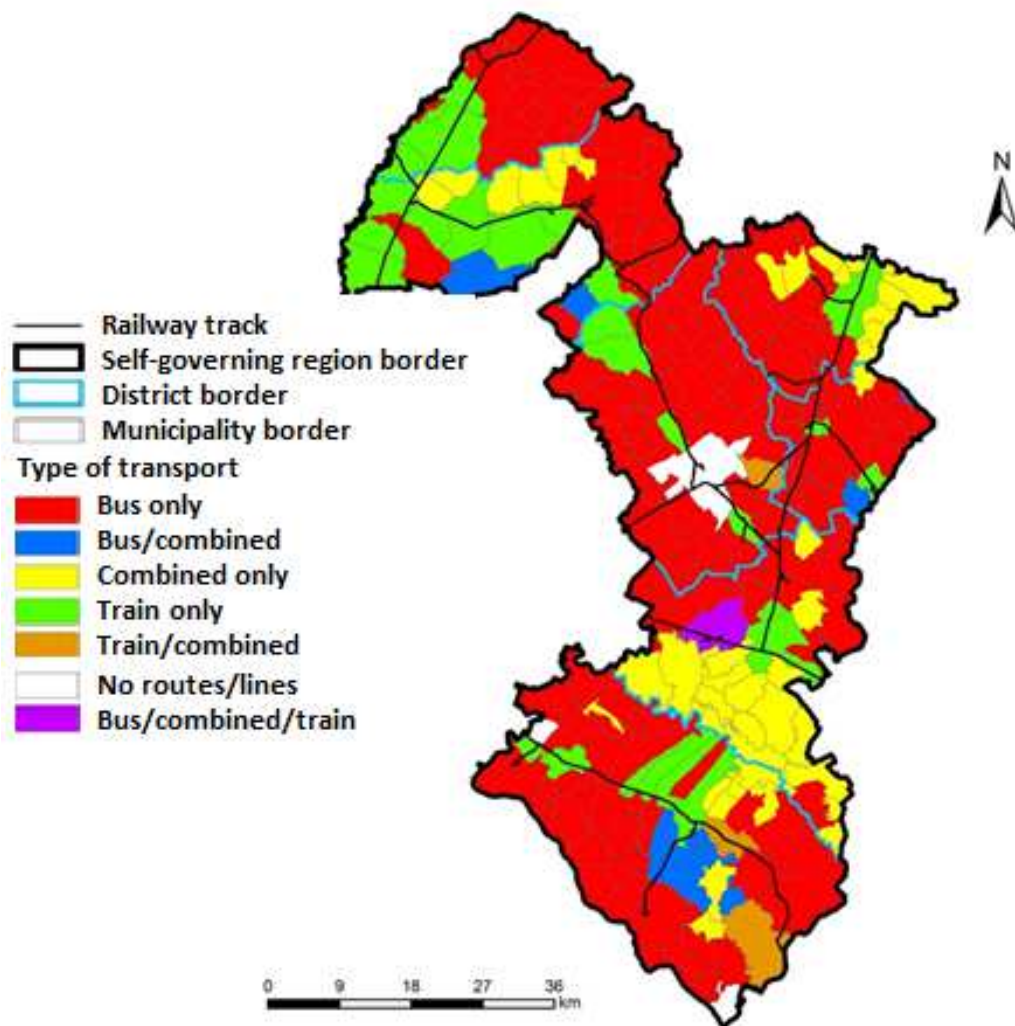 N
Railway track
Self-governing region border
District border
Municipality border
Type of transport
Bus only
Bus/combined
Combined only
Train only
Train/combined
No routes/lines
Bus/combined/train
0 9 18 27 36
km